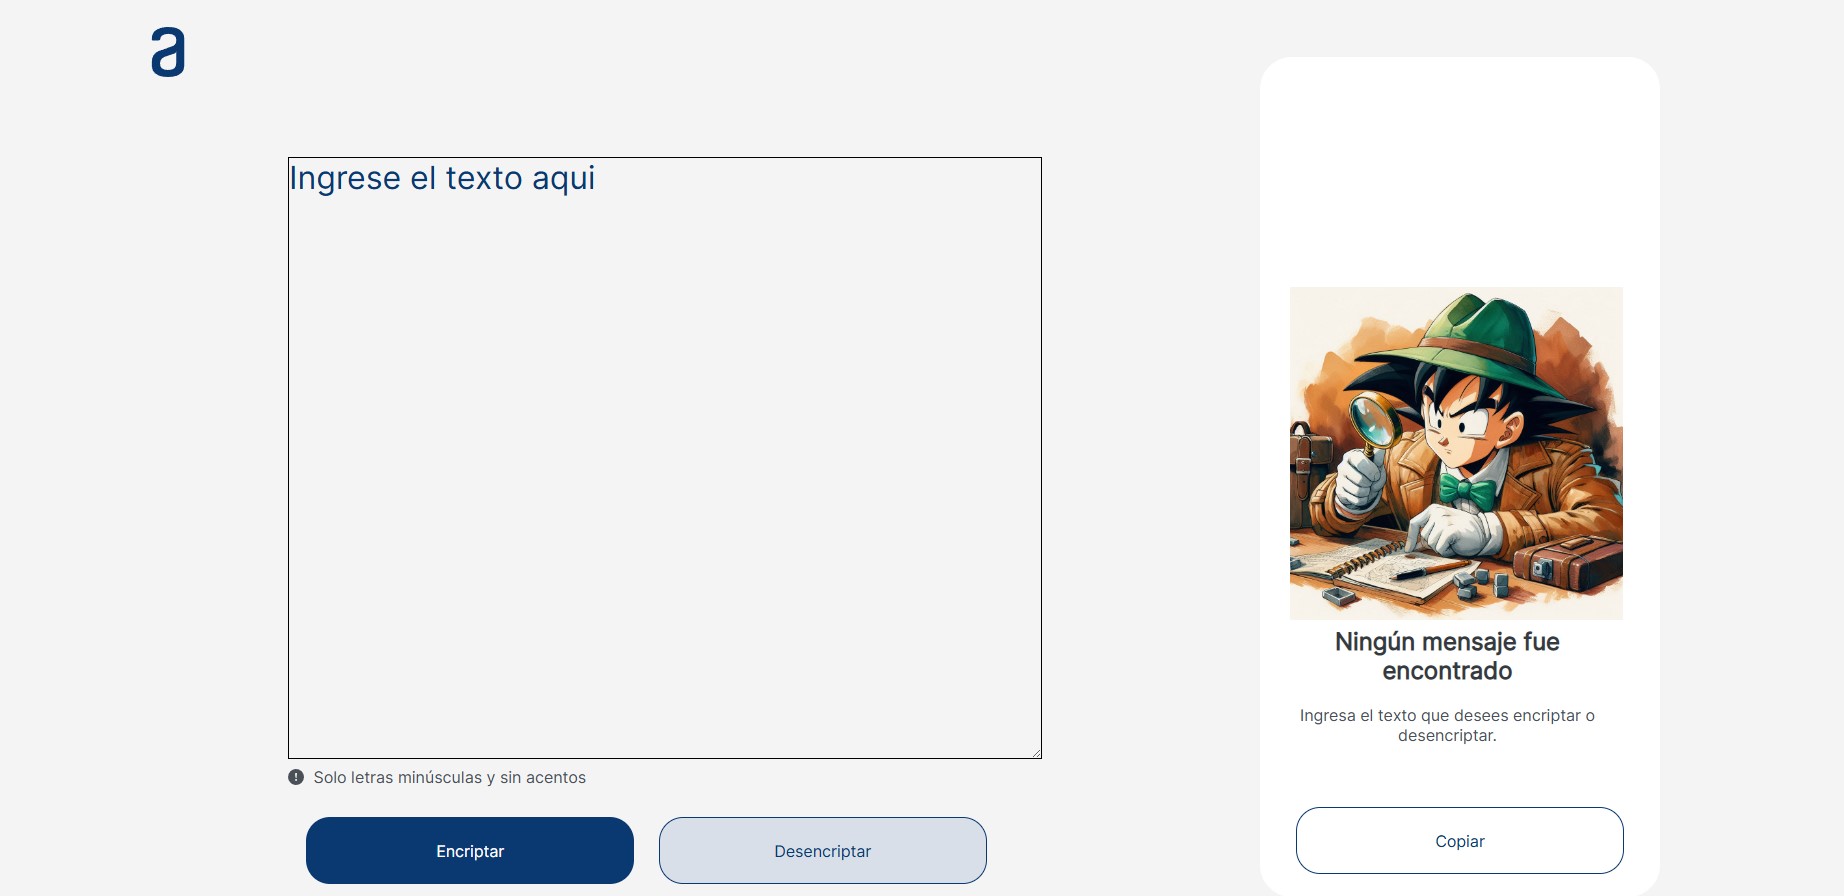 a
Ingrese el texto aqui
Solo letras minúsculas y sin acentos
Encriptar
Desencriptar
Ningún mensaje fue
encontrado
Ingresa el texto que desees encriptar o
desencriptar.
Copiar